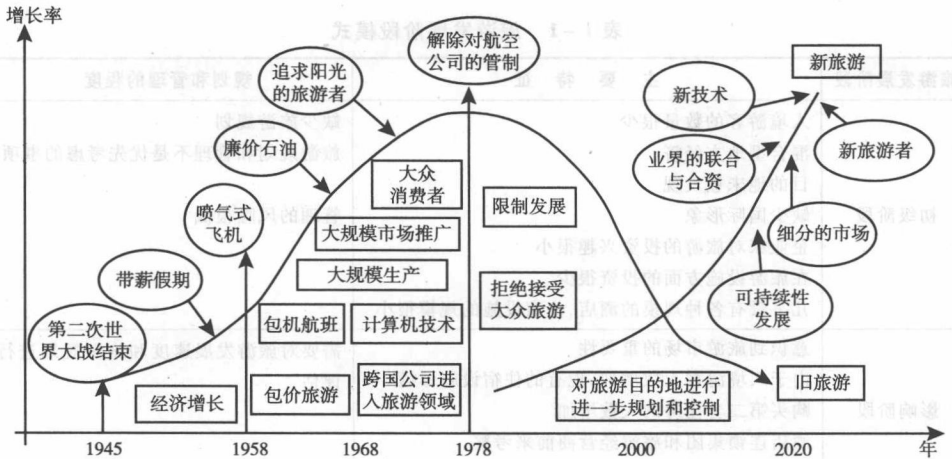 增长率
追求阳光
的旅游者
解除对航空
公司的管制
新旅游
新技术
廉价石油
业界的联合
与合资
新旅游者
大众
消费者
喷气式
飞机
限制发展
大规模市场推广
细分的市场
带薪假期
大规模生产
拒绝接受
大众旅游
可持续性
发展
第二次世
界大战结束
包机航班
计算机技术
经济增长
包价旅游
跨国公司进
入旅游领域
对旅游目的地进行
进一步规划和控制
旧旅游
1945
1958
1968
1978
2000
2020
年